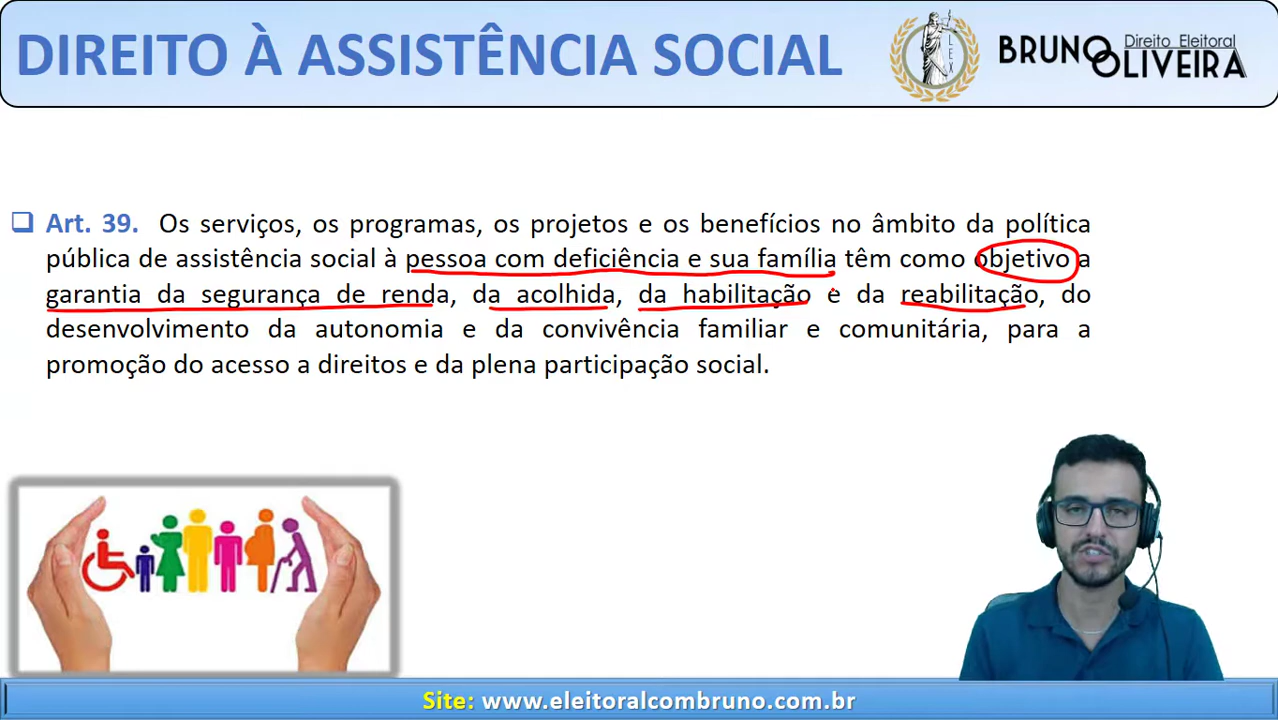 DIREITO À ASSISTÊNCIA SOCIAL
LEX
BRUNO Direito Eleitoral
OLIVEIRA
Art. 39. Os serviços, os programas, os projetos e os benefícios no âmbito da política
pública de assistência social à pessoa com deficiência e sua família têm como objetivo a
garantia da segurança de renda, da acolhida, da habilitação e da reabilitação, do
desenvolvimento da autonomia e da convivência familiar e comunitária, para a
promoção do acesso a direitos e da plena participação social.
Site: www.eleitoralcombruno.com.br